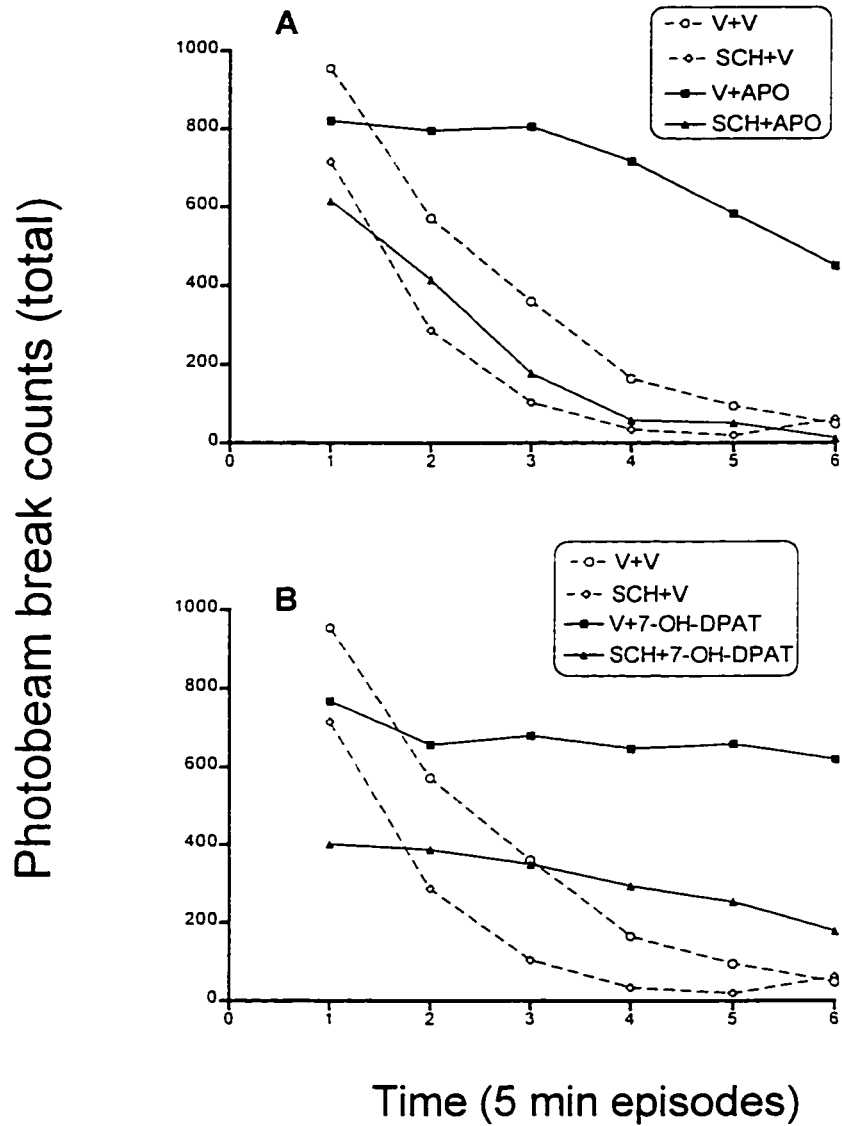 A
V+V
SCH+V
V+APO
SCH+APO
1000
800
600
400
200
0
0 1 2 3 4 5 6
B
V+V
SCH+V
V+7-OH-DPAT
SCH+7-OH-DPAT
1000
800
600
400
200
0
0 1 2 3 4 5 6
Photobeam break counts (total)
Time (5 min episodes)